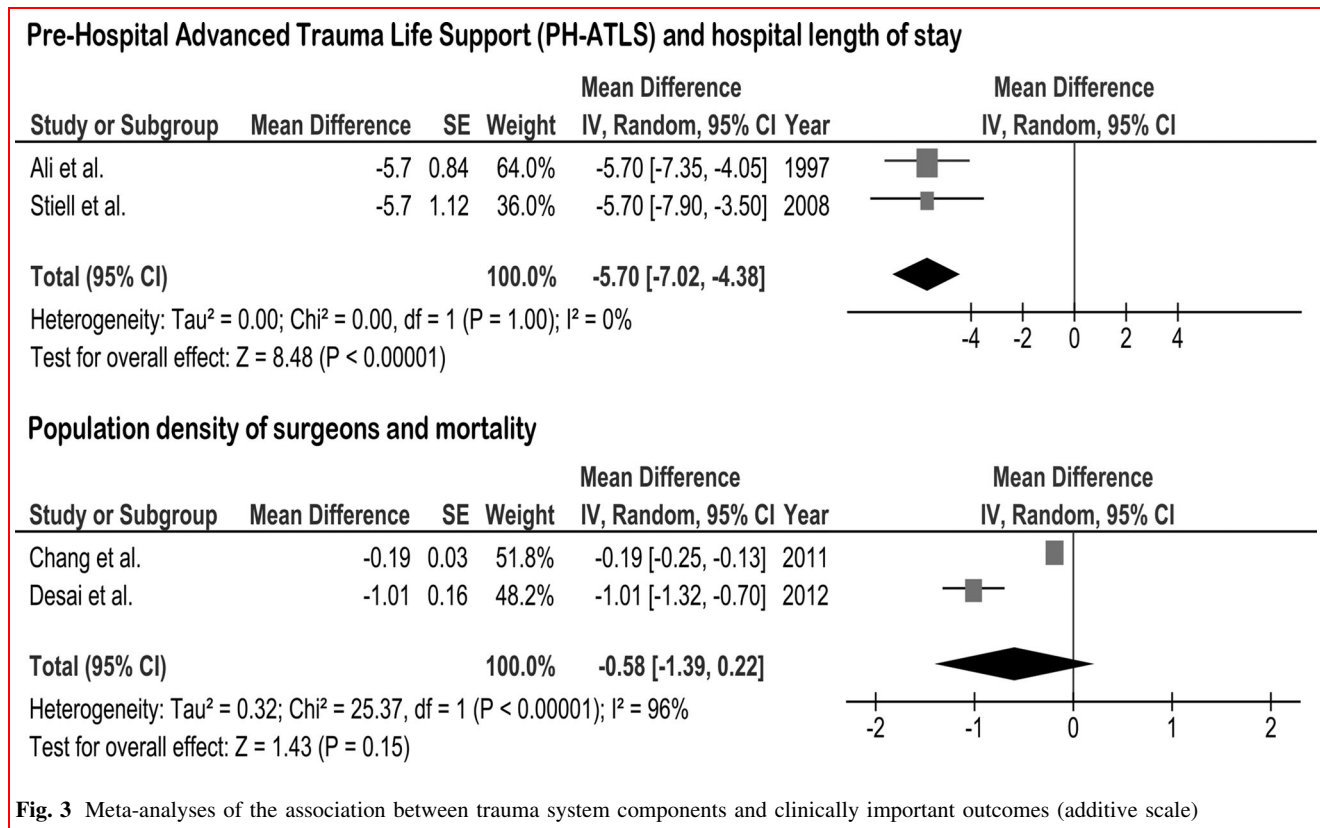 Pre-Hospital Advanced Trauma Life Support (PH-ATLS) and hospital length of stay
Mean Difference Mean Difference
Study or Subgroup Mean Difference SE Weight IV, Random, 95% CI Year IV, Random, 95% CI
Ali et al. -5.7 0.84 64.0% -5.70 [-7.35, -4.05] 1997
Stiell et al. -5.7 1.12 36.0% -5.70 [-7.90, -3.50] 2008
Total (95% CI) 100.0% -5.70 [-7.02, -4.38]
Heterogeneity: Tau² = 0.00; Chi² = 0.00, df = 1 (P = 1.00); I² = 0%
-4 -2 0 2 4
Test for overall effect: Z = 8.48 (P < 0.00001)
Population density of surgeons and mortality
Mean Difference Mean Difference
Study or Subgroup Mean Difference SE Weight IV, Random, 95% CI Year IV, Random, 95% CI
Chang et al. -0.19 0.03 51.8% -0.19 [-0.25, -0.13] 2011
Desai et al. -1.01 0.16 48.2% -1.01 [-1.32, -0.70] 2012
Total (95% CI) 100.0% -0.58 [-1.39, 0.22]
Heterogeneity: Tau² = 0.32; Chi² = 25.37, df = 1 (P < 0.00001); I² = 96%
-2 -1 0 1 2
Test for overall effect: Z = 1.43 (P = 0.15)
Fig. 3 Meta-analyses of the association between trauma system components and clinically important outcomes (additive scale)